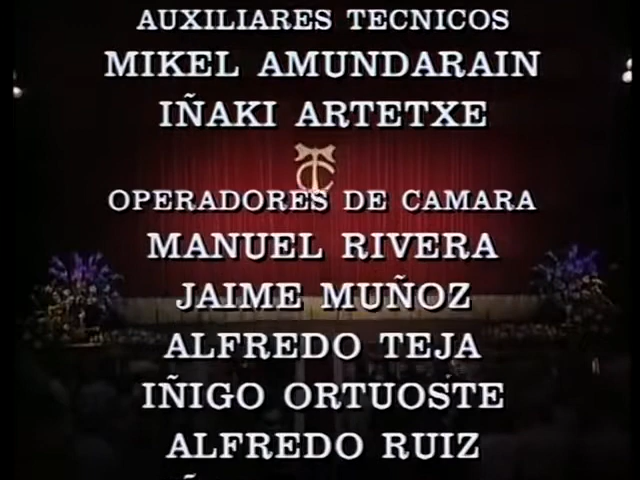 AUXILIARES TECNICOS
MIKEL AMUNDARAIN
IÑAKI ARTETXE
TC
OPERADORES DE CAMARA
MANUEL RIVERA
JAIME MUÑOZ
ALFREDO TEJA
IÑIGO ORTUOSTE
ALFREDO RUIZ